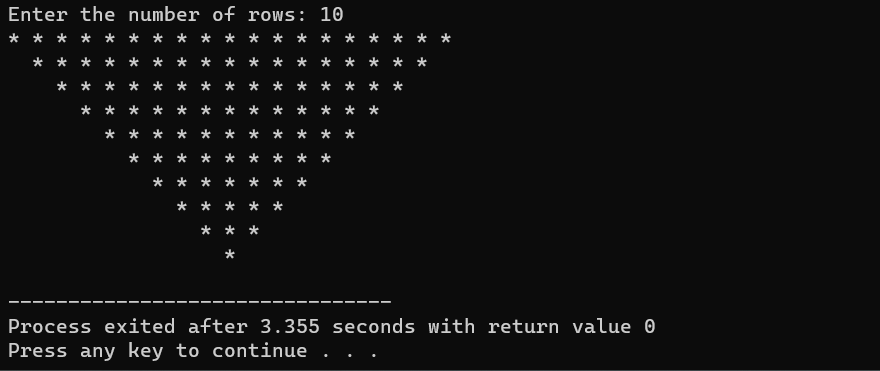 Enter the number of rows: 10
* * * * * * * * * * * * * * * * * * *
  * * * * * * * * * * * * * * * * *
    * * * * * * * * * * * * * * *
      * * * * * * * * * * * * *
        * * * * * * * * * * *
          * * * * * * * * *
            * * * * * * *
              * * * * *
                * * *
                  *
--------------------------------
Process exited after 3.355 seconds with return value 0
Press any key to continue . . .